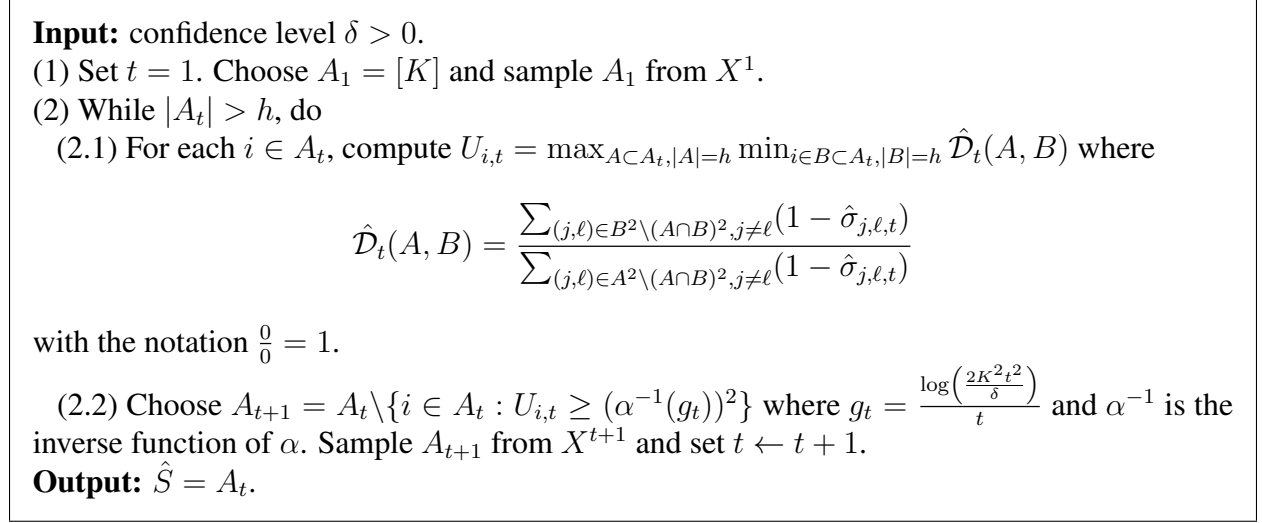 Input: confidence level δ > 0.
(1) Set t = 1. Choose A_1 = [K] and sample A_1 from X^1.
(2) While |A_t| > h, do
(2.1) For each i ∈ A_t, compute U_{i,t} = max_{A⊂A_t,|A|=h} min_{i∈B⊂A_t,|B|=h} \hat{𝒟}_t(A, B) where
\hat{𝒟}_t(A, B) = \frac{∑_{(j,ℓ)∈B^2\(A∩B)^2,j≠ℓ}(1 − \hat{σ}_{j,ℓ,t})}{∑_{(j,ℓ)∈A^2\(A∩B)^2,j≠ℓ}(1 − \hat{σ}_{j,ℓ,t})}
with the notation \frac{0}{0} = 1.
(2.2) Choose A_{t+1} = A_t\{i ∈ A_t : U_{i,t} ≥ (α^{−1}(g_t))^2} where g_t = \frac{log(\frac{2K^2t^2}{δ})}{t} and α^{−1} is the
inverse function of α. Sample A_{t+1} from X^{t+1} and set t ← t + 1.
Output: \hat{S} = A_t.